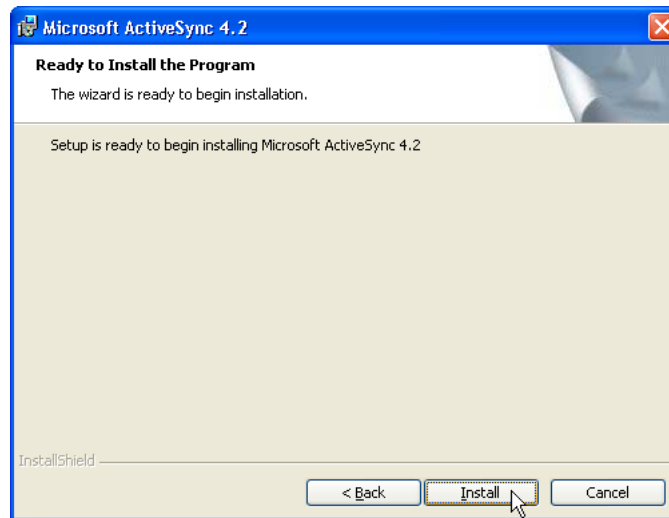 Microsoft ActiveSync 4.2
Ready to Install the Program
The wizard is ready to begin installation.
Setup is ready to begin installing Microsoft ActiveSync 4.2
InstallShield
< Back Install Cancel